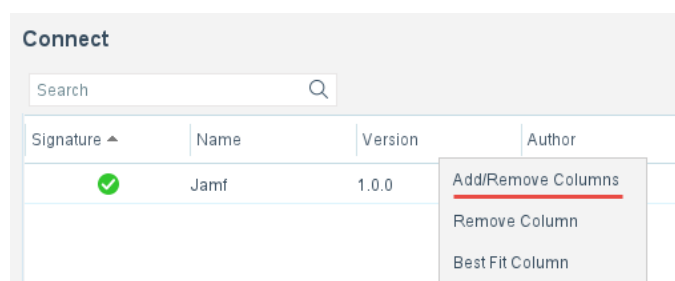 Connect
Search
Signature Name Version Author
Jamf 1.0.0
Add/Remove Columns
Remove Column
Best Fit Column